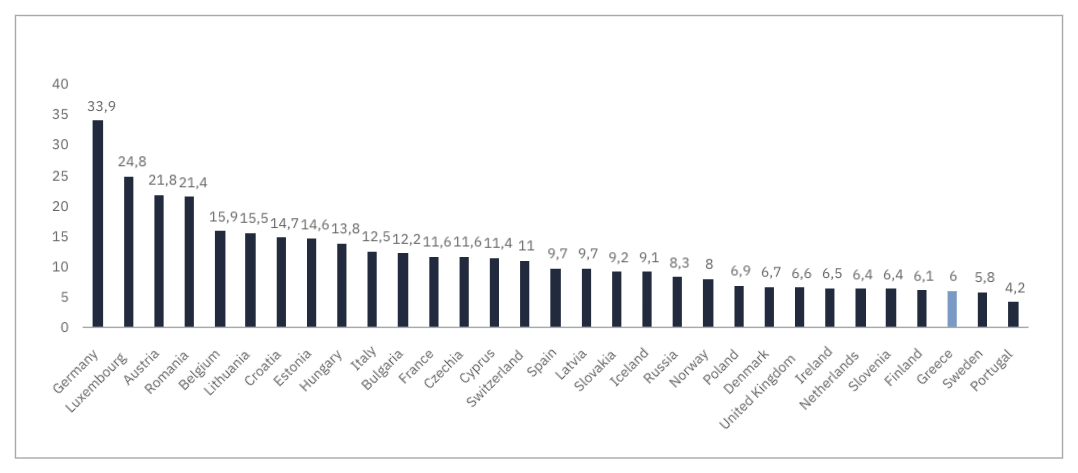 40
35
30
25
20
15
10
5
0
33,9
24,8
21,8
21,4
15,9
15,5
14,7
14,6
13,8
12,5
12,2
11,6
11,6
11,4
11
9,7
9,7
9,2
9,1
8,3
8
6,9
6,7
6,6
6,5
6,4
6,4
6,1
6
5,8
4,2
Germany
Luxembourg
Austria
Romania
Belgium
Lithuania
Croatia
Estonia
Hungary
Italy
Bulgaria
France
Czechia
Cyprus
Switzerland
Spain
Latvia
Slovakia
Iceland
Russia
Norway
Poland
Denmark
United Kingdom
Ireland
Netherlands
Slovenia
Finland
Greece
Sweden
Portugal